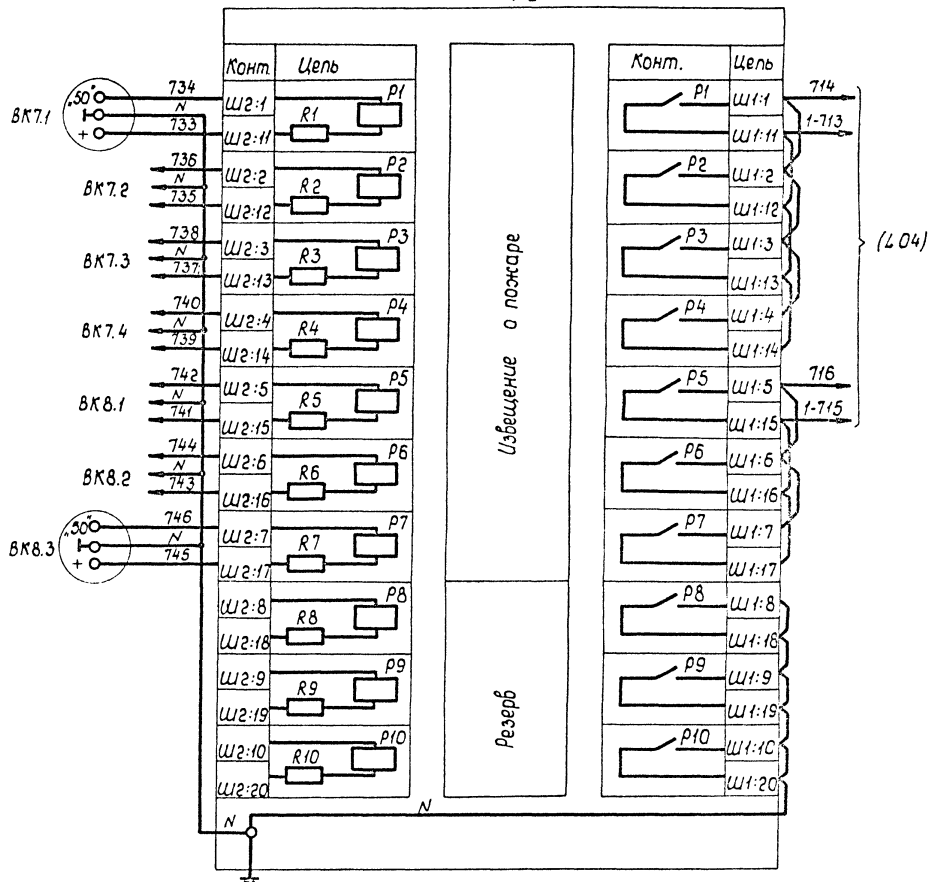 Конт. Цепь
Конт. Цепь
ВК7.1 "50" 734 Ш2:1 P1
N
+ 733 Ш2:11 R1
ВК7.2 736 Ш2:2 P2
N
735 Ш2:12 R2
ВК7.3 738 Ш2:3 P3
N
737 Ш2:13 R3
ВК7.4 740 Ш2:4 P4
N
739 Ш2:14 R4
ВК8.1 742 Ш2:5 P5
N
741 Ш2:15 R5
ВК8.2 744 Ш2:6 P6
N
743 Ш2:16 R6
ВК8.3 "50" 746 Ш2:7 P7
N
+ 745 Ш2:17 R7
Ш2:8 P8
Ш2:18 R8
Ш2:9 P9
Ш2:19 R9
Ш2:10 P10
Ш2:20 R10
N
Извещение о пожаре
Резерв
P1 Ш1:1 714
Ш1:11 1-713
P2 Ш1:2
Ш1:12
P3 Ш1:3
Ш1:13
P4 Ш1:4
Ш1:14
P5 Ш1:5 716
Ш1:15 1-715
P6 Ш1:6
Ш1:16
P7 Ш1:7
Ш1:17
P8 Ш1:8
Ш1:18
P9 Ш1:9
Ш1:19
P10 Ш1:10
Ш1:20
N
(L04)